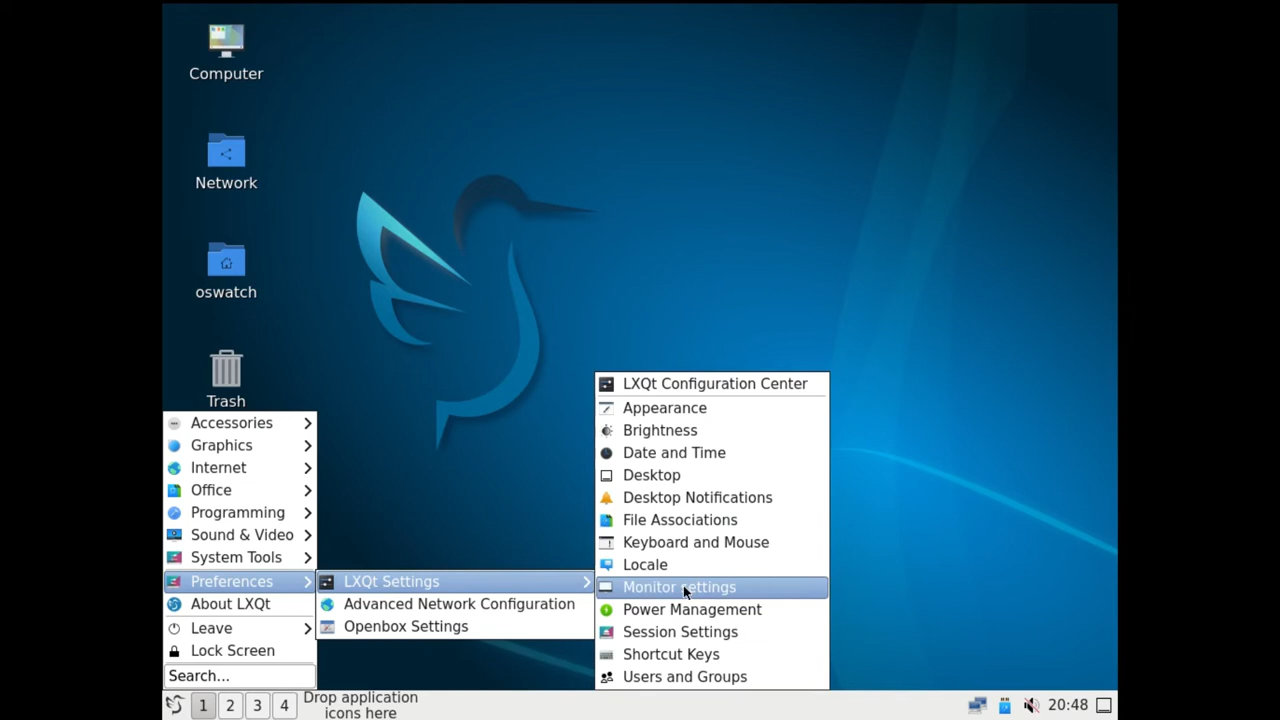 Computer
Network
oswatch
Trash
Accessories
Graphics
Internet
Office
Programming
Sound & Video
System Tools
Preferences
About LXQt
Leave
Lock Screen
Search...
LXQt Settings
Advanced Network Configuration
Openbox Settings
LXQt Configuration Center
Appearance
Brightness
Date and Time
Desktop
Desktop Notifications
File Associations
Keyboard and Mouse
Locale
Monitor settings
Power Management
Session Settings
Shortcut Keys
Users and Groups
1 2 3 4
Drop application
icons here
20:48